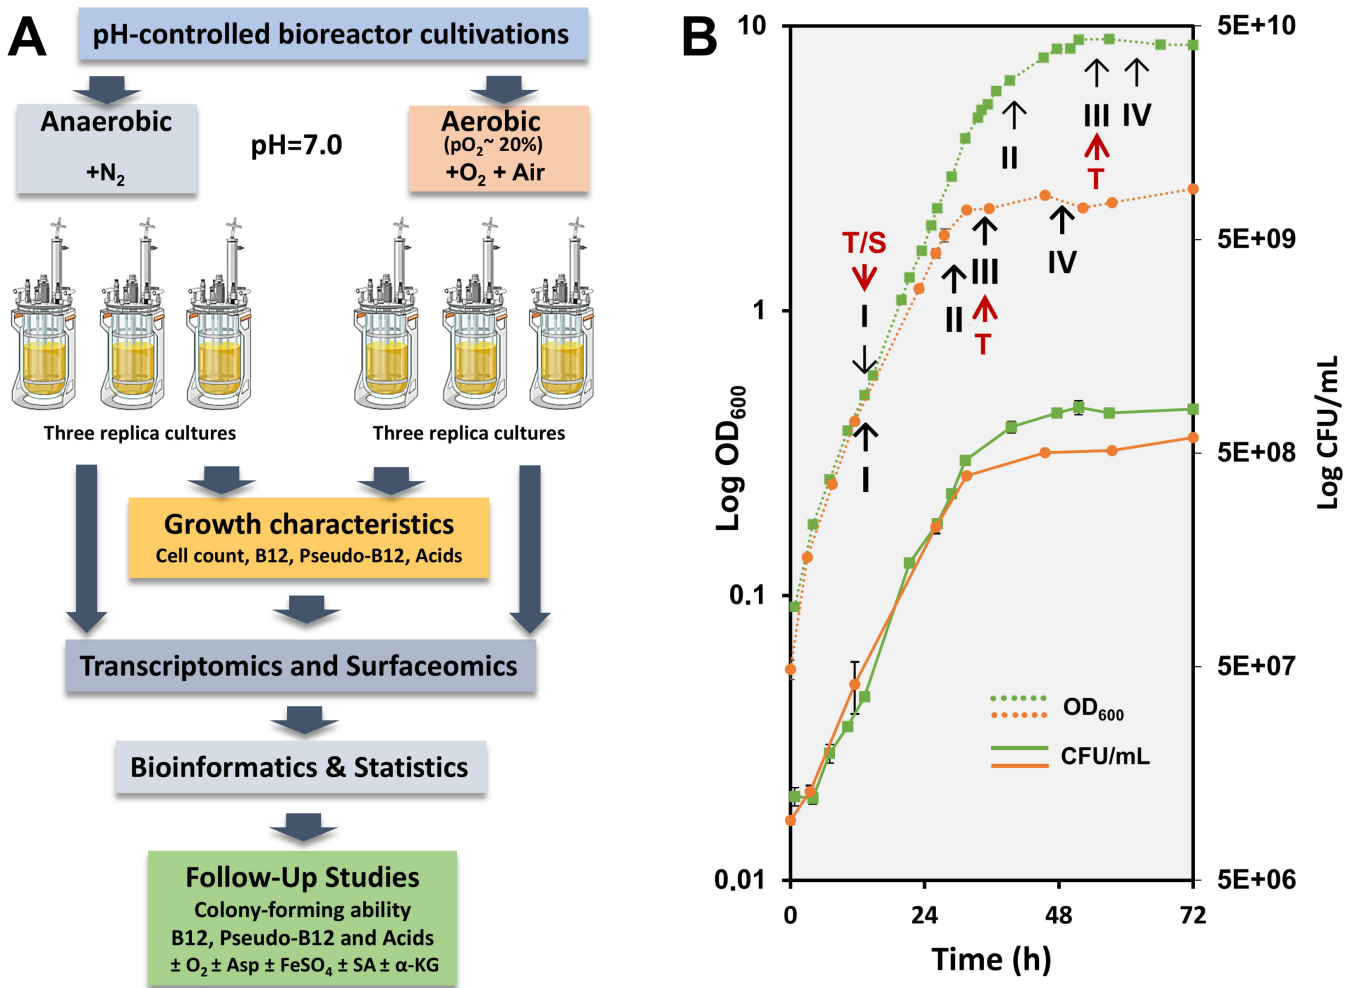 A
pH-controlled bioreactor cultivations
Anaerobic
+N2
pH=7.0
Aerobic
(pO2~ 20%)
+O2 + Air
Three replica cultures
Three replica cultures
Growth characteristics
Cell count, B12, Pseudo-B12, Acids
Transcriptomics and Surfaceomics
Bioinformatics & Statistics
Follow-Up Studies
Colony-forming ability
B12, Pseudo-B12 and Acids
± O2 ± Asp ± FeSO4 ± SA ± α-KG
B
Log OD600
10
1
0.1
0.01
T/S
I
I
II
III
T
IV
II
III
T
IV
OD600
CFU/mL
5E+10
5E+09
5E+08
5E+07
5E+06
Log CFU/mL
0
24
48
72
Time (h)